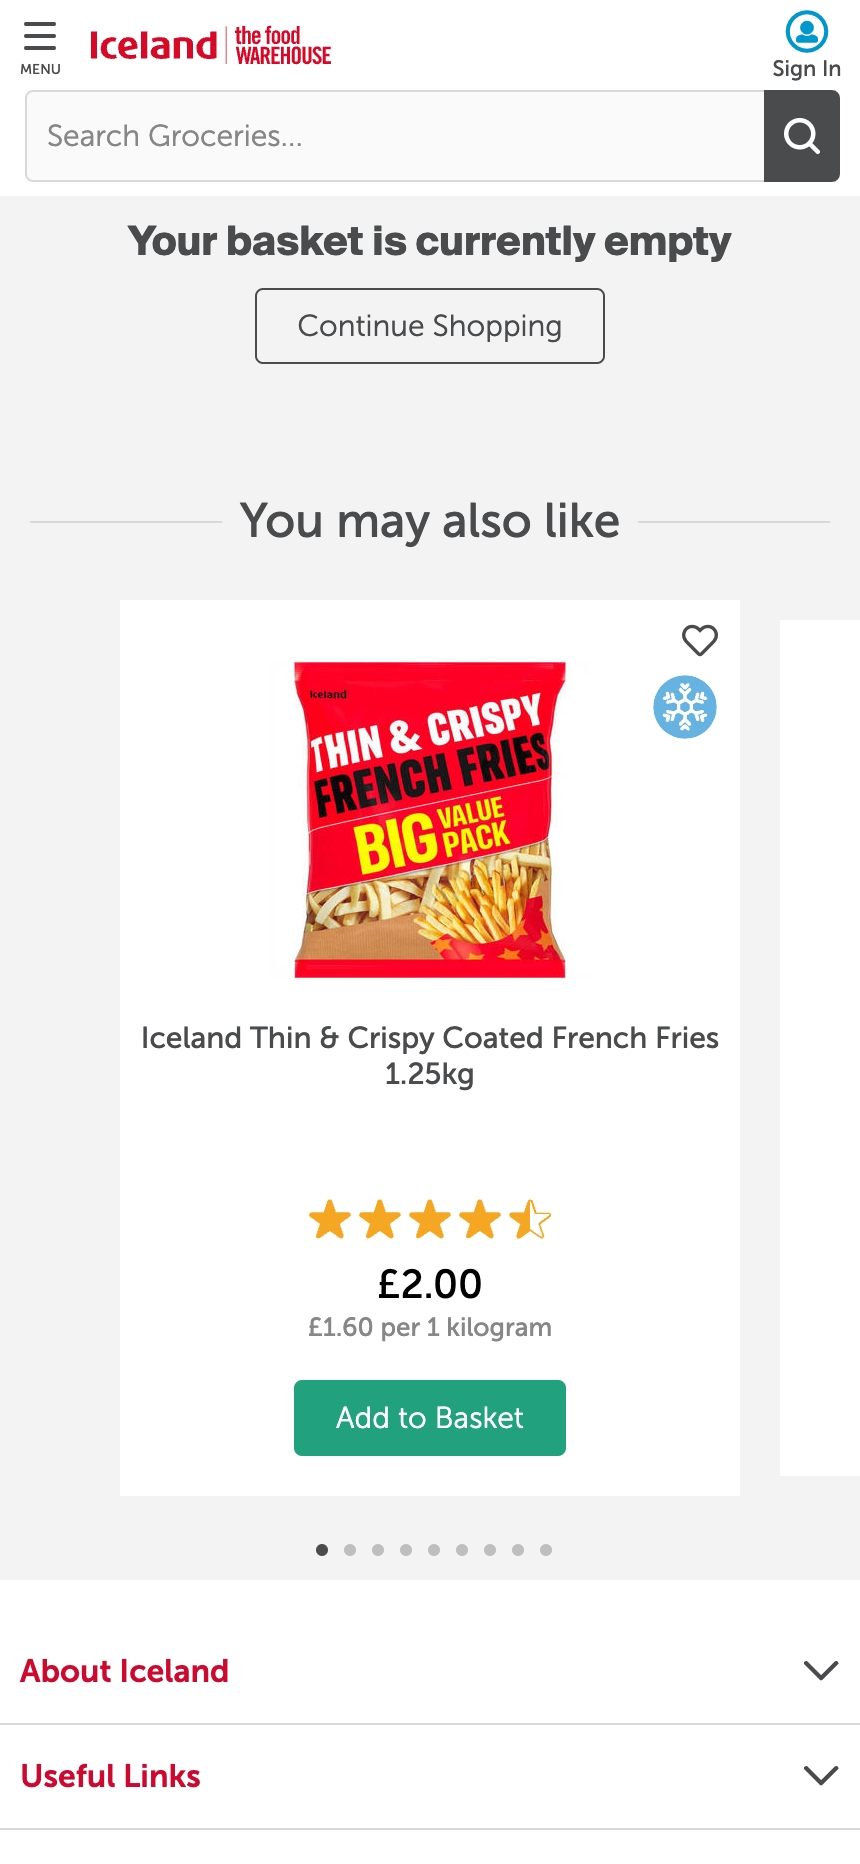 MENU
Iceland
the food
WAREHOUSE
Sign In
Search Groceries...
Your basket is currently empty
Continue Shopping
You may also like
Iceland
THIN & CRISPY
FRENCH FRIES
BIG VALUE PACK
Iceland Thin & Crispy Coated French Fries
1.25kg
£2.00
£1.60 per 1 kilogram
Add to Basket
About Iceland
Useful Links